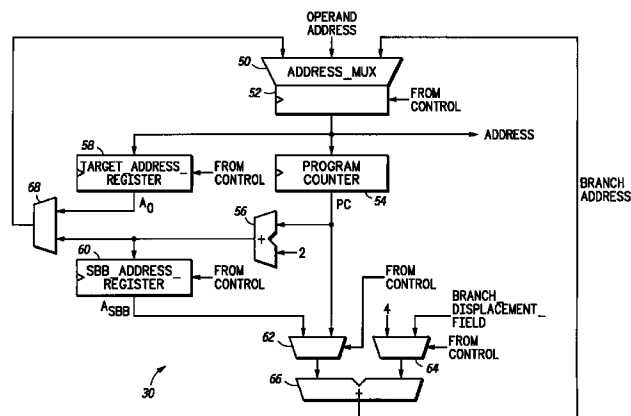 OPERAND
ADDRESS
50
ADDRESS_MUX
52
FROM
CONTROL
ADDRESS
58
TARGET_ADDRESS_
REGISTER
FROM
CONTROL
PROGRAM
COUNTER
54
BRANCH
ADDRESS
68
A0
56
PC
+
2
60
SBB_ADDRESS_
REGISTER
FROM
CONTROL
ASBB
FROM
CONTROL
BRANCH_
DISPLACEMENT_
FIELD
4
62
FROM
CONTROL
64
30
66
+